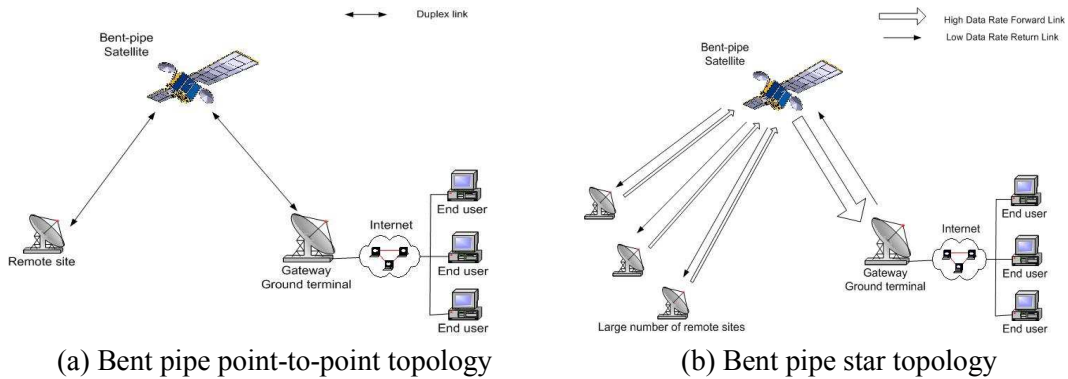 Duplex link
Bent-pipe
Satellite
Remote site
Gateway
Ground terminal
Internet
End user
End user
End user
(a) Bent pipe point-to-point topology
High Data Rate Forward Link
Low Data Rate Return Link
Bent-pipe
Satellite
Large number of remote sites
Gateway
Ground terminal
Internet
End user
End user
End user
(b) Bent pipe star topology